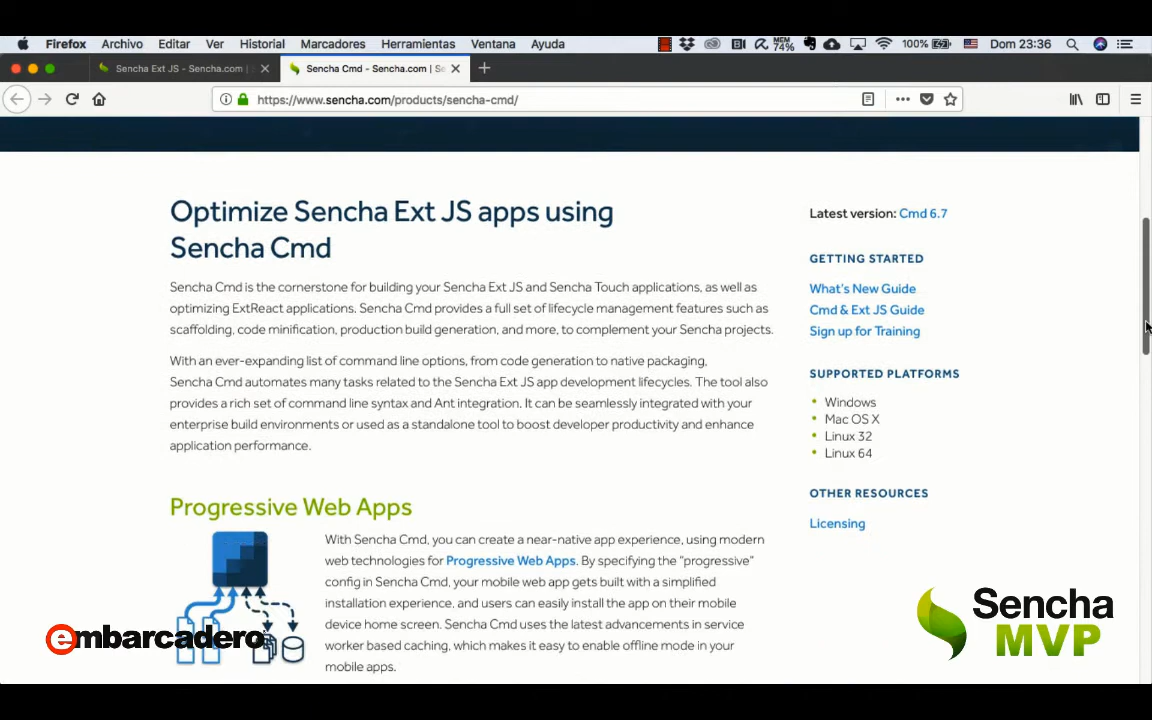 Firefox Archivo Editar Ver Historial Marcadores Herramientas Ventana Ayuda MEM 74% 100% Dom 23:36
Sencha Ext JS - Sencha.com | Sencha Cmd - Sencha.com | Se
https://www.sencha.com/products/sencha-cmd/
Optimize Sencha Ext JS apps using
Sencha Cmd
Sencha Cmd is the cornerstone for building your Sencha Ext JS and Sencha Touch applications, as well as
optimizing ExtReact applications. Sencha Cmd provides a full set of lifecycle management features such as
scaffolding, code minification, production build generation, and more, to complement your Sencha projects.
With an ever-expanding list of command line options, from code generation to native packaging,
Sencha Cmd automates many tasks related to the Sencha Ext JS app development lifecycles. The tool also
provides a rich set of command line syntax and Ant integration. It can be seamlessly integrated with your
enterprise build environments or used as a standalone tool to boost developer productivity and enhance
application performance.
Progressive Web Apps
With Sencha Cmd, you can create a near-native app experience, using modern
web technologies for Progressive Web Apps. By specifying the “progressive”
config in Sencha Cmd, your mobile web app gets built with a simplified
installation experience, and users can easily install the app on their mobile
device home screen. Sencha Cmd uses the latest advancements in service
worker based caching, which makes it easy to enable offline mode in your
mobile apps.
Latest version: Cmd 6.7
GETTING STARTED
What's New Guide
Cmd & Ext JS Guide
Sign up for Training
SUPPORTED PLATFORMS
• Windows
• Mac OS X
• Linux 32
• Linux 64
OTHER RESOURCES
Licensing
embarcadero
Sencha
MVP